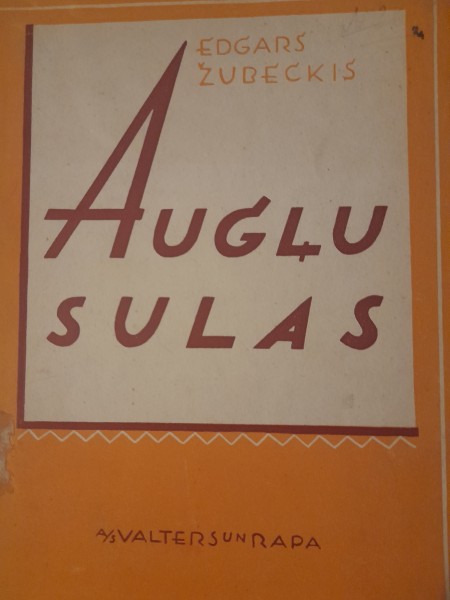 EDGARS
ŽUBECKIS
AUGĻU
SULAS
A/S VALTERS UN RAPA